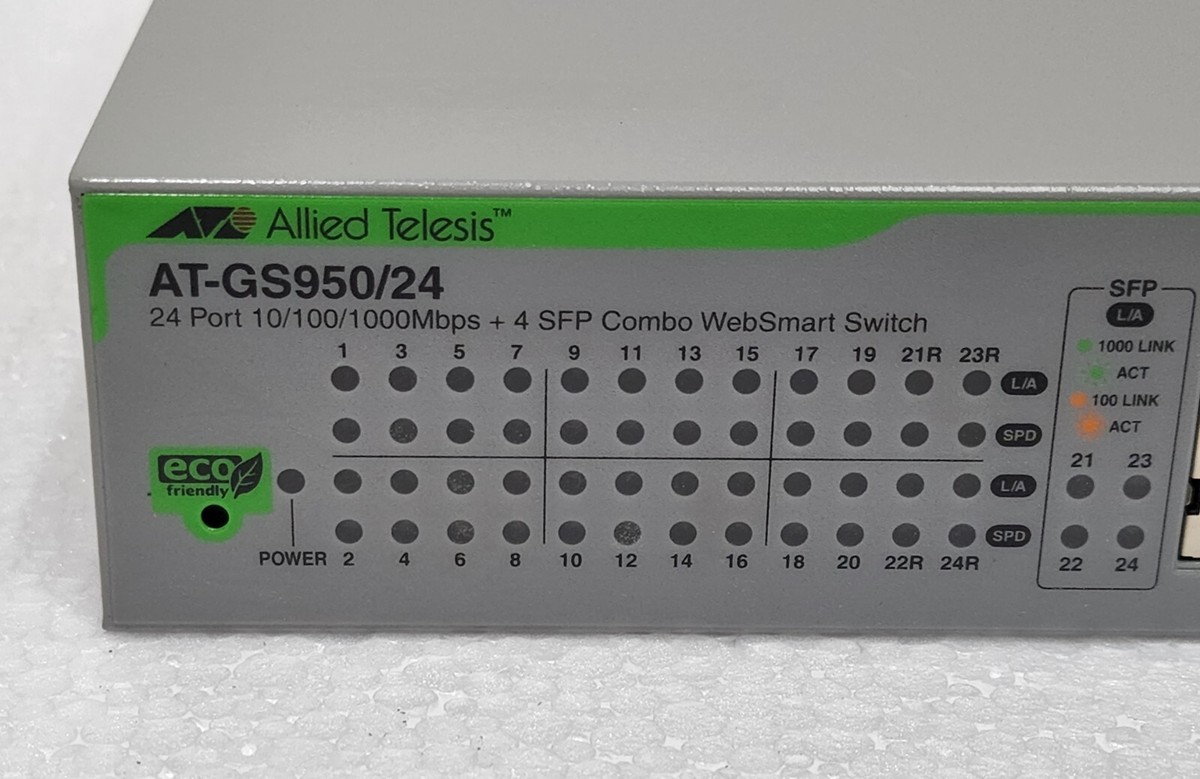 Allied Telesis™
AT-GS950/24
24 Port 10/100/1000Mbps + 4 SFP Combo WebSmart Switch
1 3 5 7 9 11 13 15 17 19 21R 23R
L/A
SPD
L/A
SPD
eco
friendly
POWER
2 4 6 8 10 12 14 16 18 20 22R 24R
SFP
L/A
1000 LINK
ACT
100 LINK
ACT
21 23
22 24